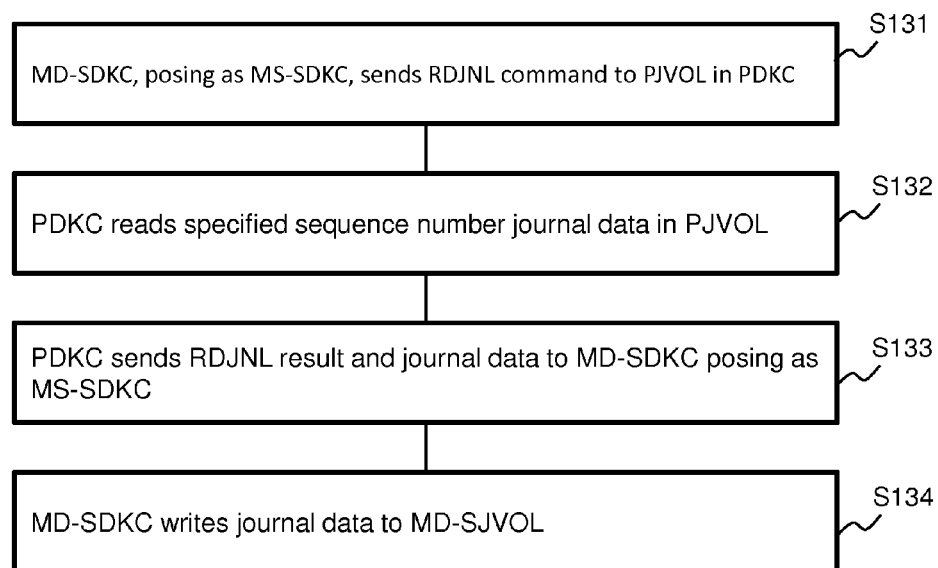 S131
MD-SDKC, posing as MS-SDKC, sends RDJNL command to PJVOL in PDKC
S132
PDKC reads specified sequence number journal data in PJVOL
S133
PDKC sends RDJNL result and journal data to MD-SDKC posing as
MS-SDKC
S134
MD-SDKC writes journal data to MD-SJVOL